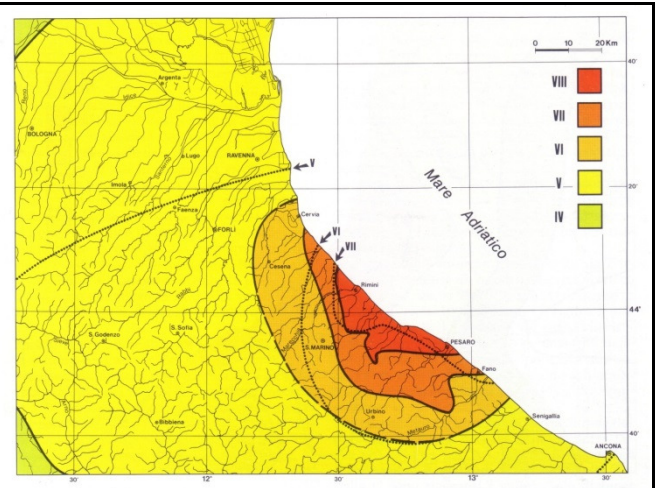 0 10 20 Km
40'
VIII
VII
VI
V
IV
Argenta
BOLOGNA
Lugo
RAVENNA
V
Imola
20'
Mare Adriatico
Faenza
FORLÌ
Cervia
VI
VII
Cesena
Rimini
44°
S. Godenzo
S. Sofia
S. MARINO
PESARO
Fano
Urbino
Bibbiena
Metauro
Senigallia
40'
ANCONA
30' 12° 30' 13° 30'